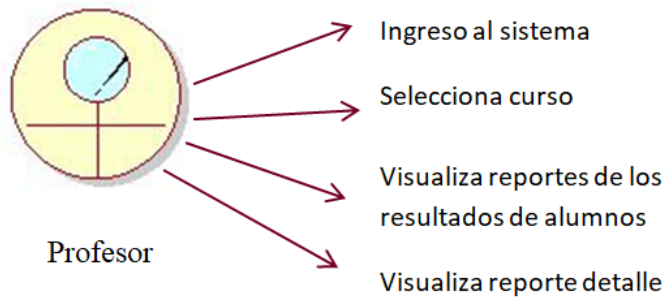 Ingreso al sistema
Selecciona curso
Visualiza reportes de los
resultados de alumnos
Profesor
Visualiza reporte detalle